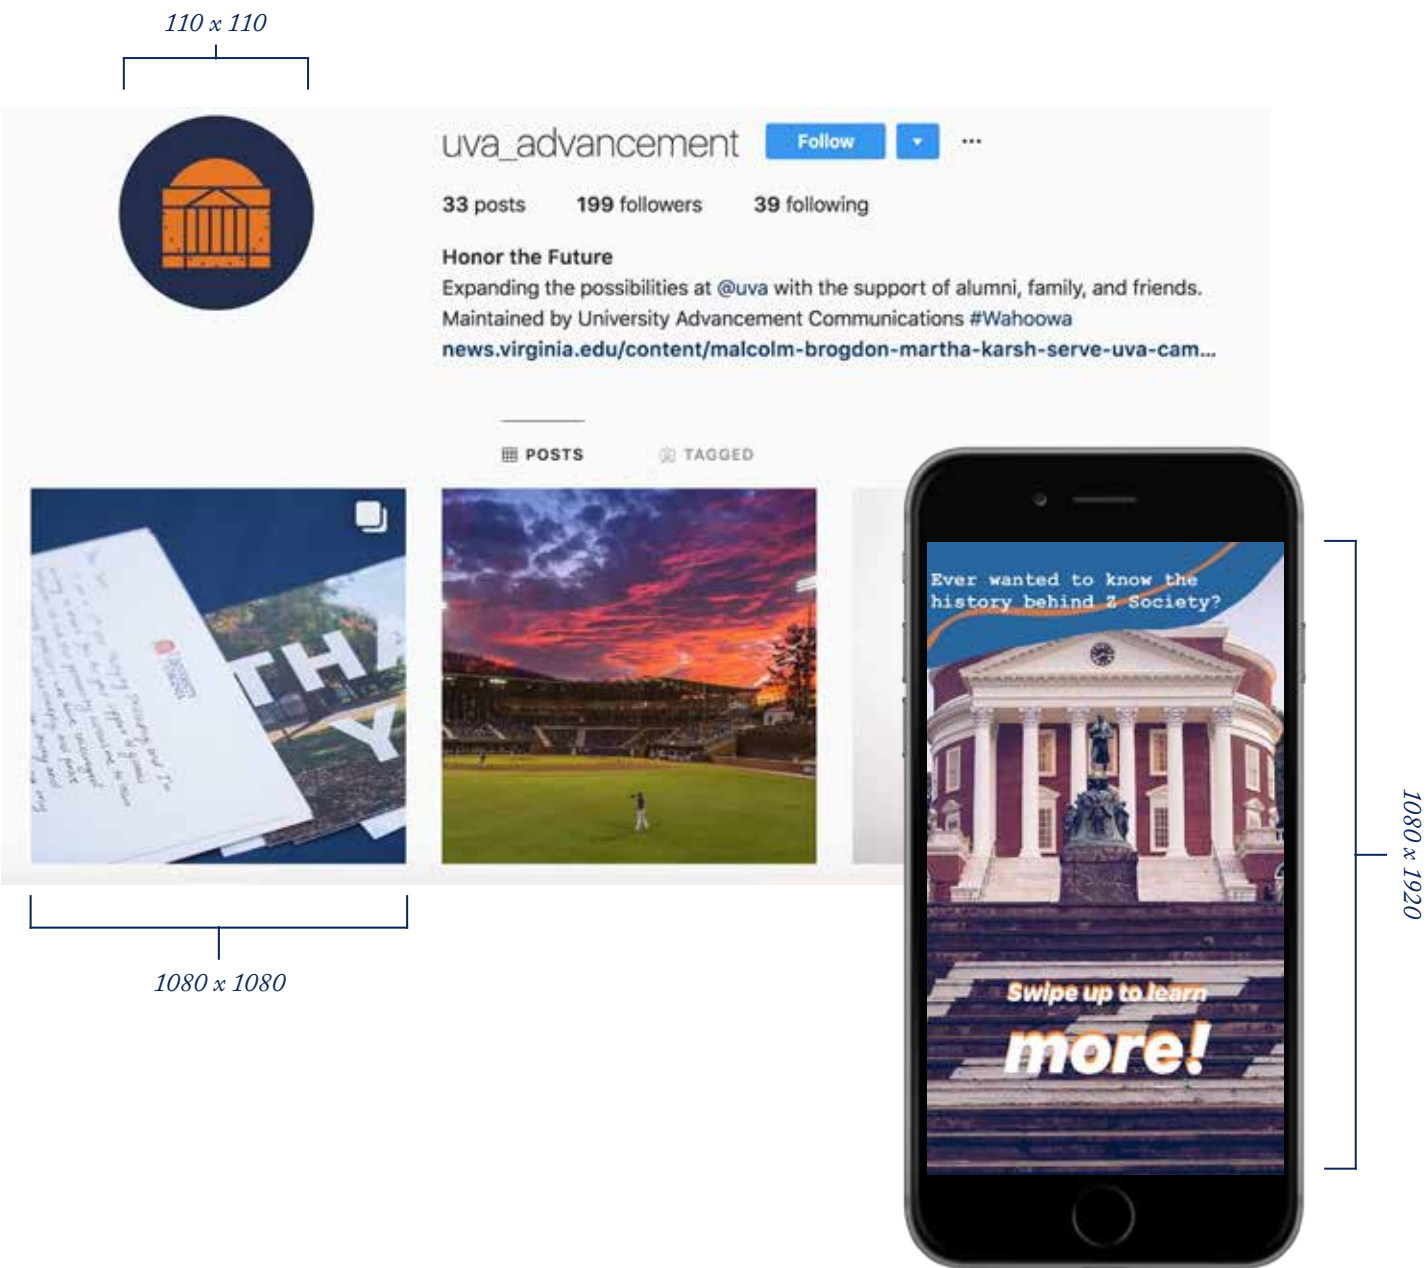 110 x 110
uva_advancement Follow ...
33 posts 199 followers 39 following
Honor the Future
Expanding the possibilities at @uva with the support of alumni, family, and friends.
Maintained by University Advancement Communications #Wahoowa
news.virginia.edu/content/malcolm-brogdon-martha-karsh-serve-uva-cam...
POSTS TAGGED
THA
Y
UNIVERSITY
VIRGINIA
1080 x 1080
Ever wanted to know the
history behind Z Society?
Swipe up to learn
more!
1080 x 1920